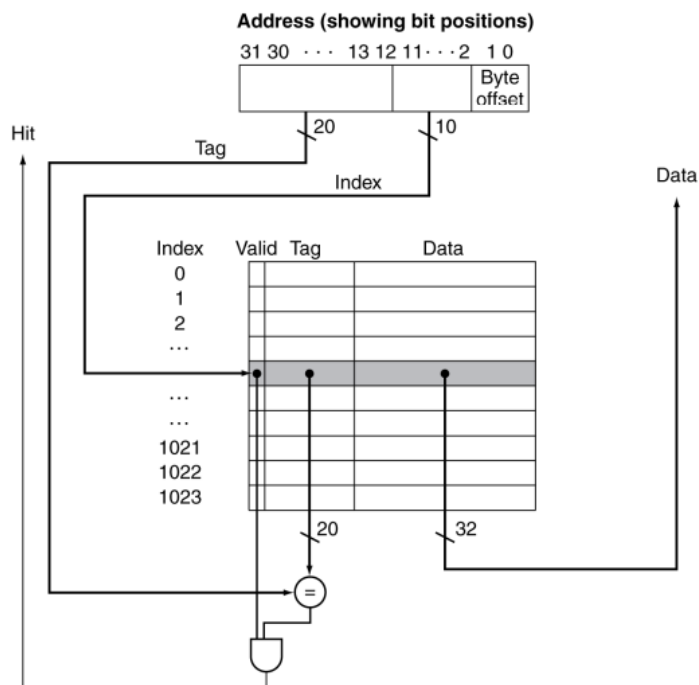 Address (showing bit positions)
31 30 · · · 13 12 11 · · · 2 1 0
Byte
offset
Hit
20
10
Tag
Index
Data
Index Valid Tag Data
0
1
2
...
...
...
1021
1022
1023
20
32
=